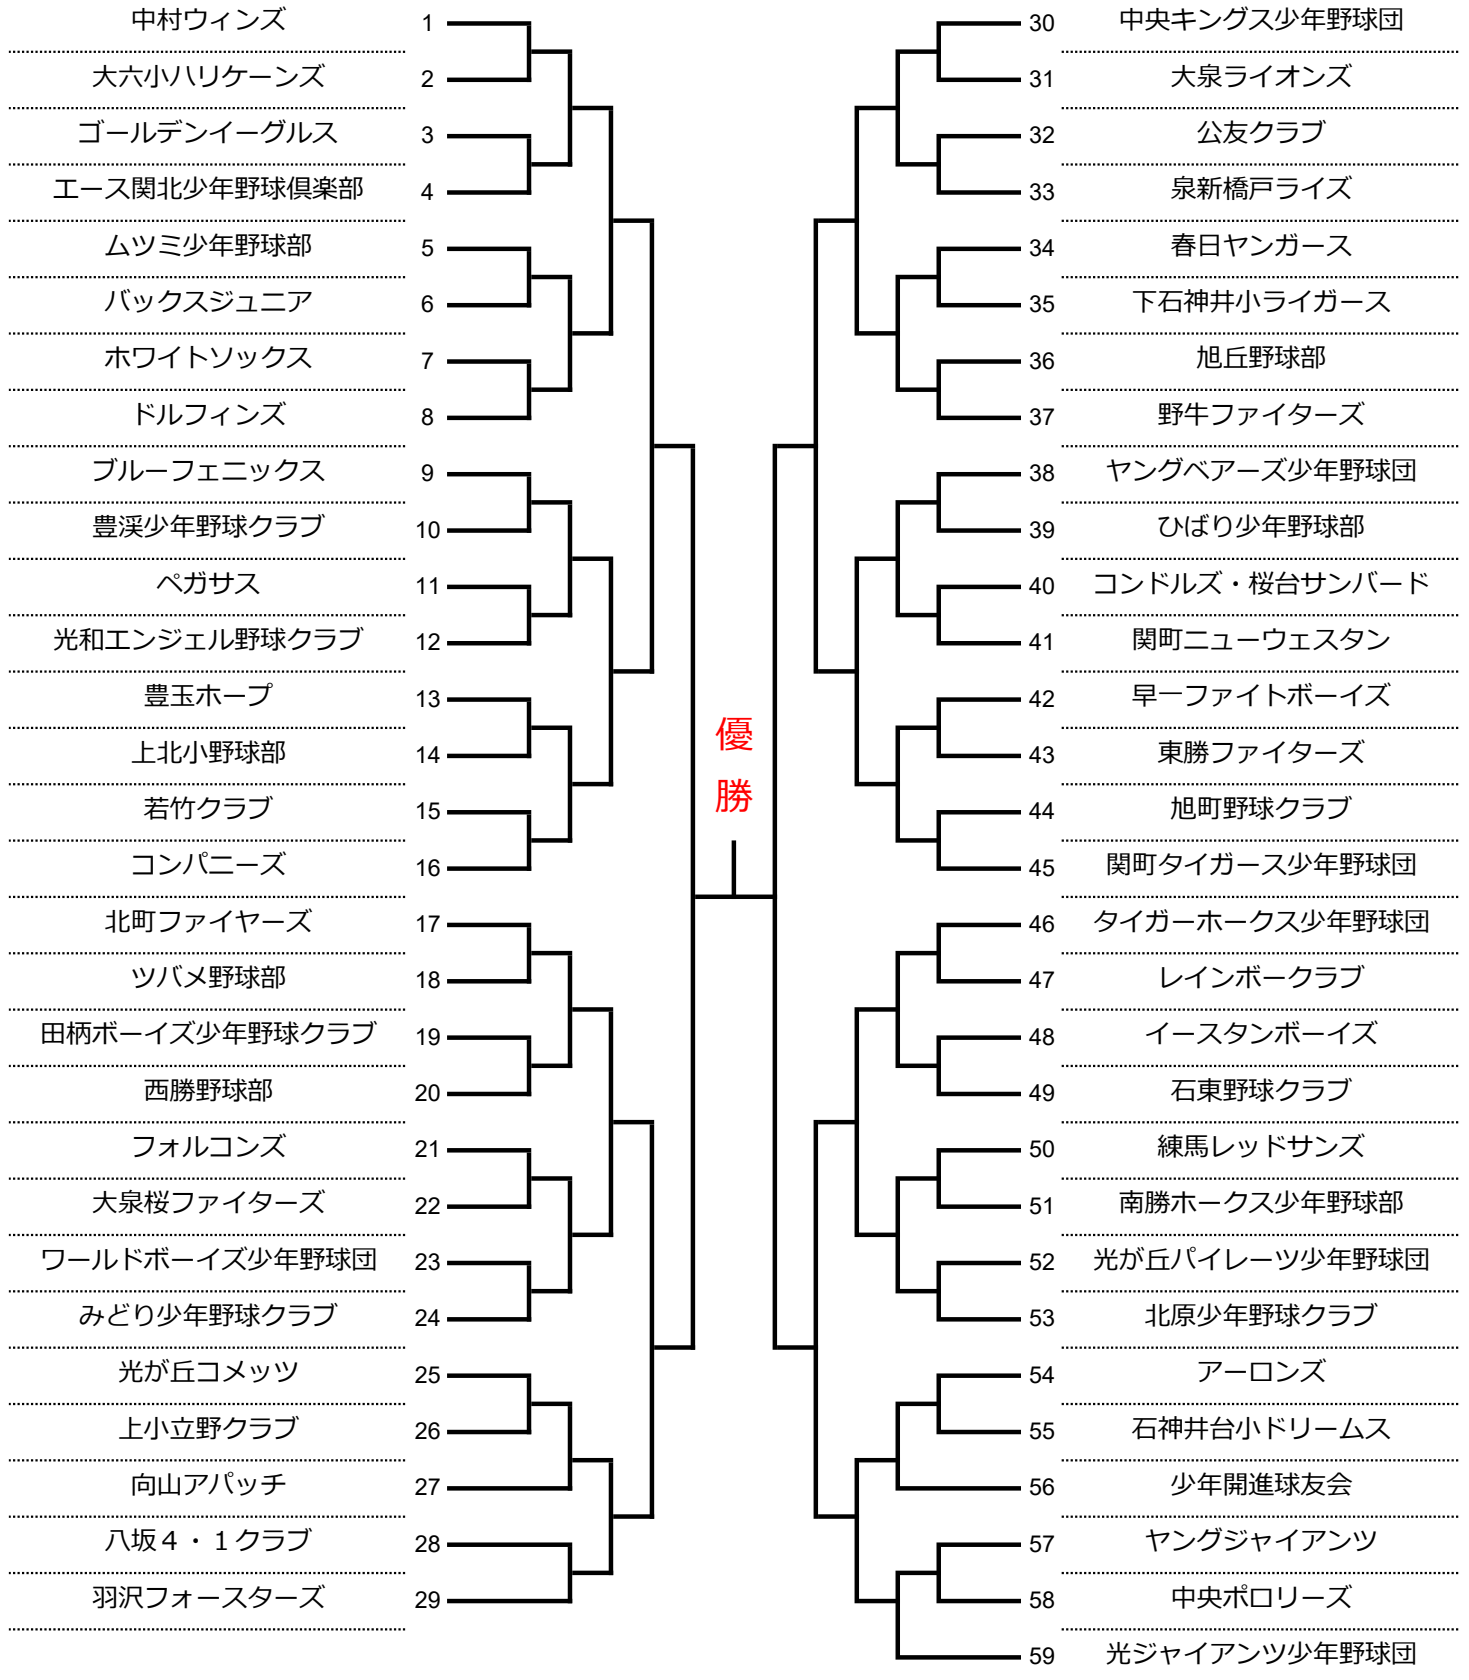 中村ウィンズ 1
大六小ハリケーンズ 2
ゴールデンイーグルス 3
エース関北少年野球倶楽部 4
ムツミ少年野球部 5
バックスジュニア 6
ホワイトソックス 7
ドルフィンズ 8
ブルーフェニックス 9
豊渓少年野球クラブ 10
ペガサス 11
光和エンジェル野球クラブ 12
豊玉ホープ 13
上北小野球部 14
若竹クラブ 15
コンパニーズ 16
北町ファイヤーズ 17
ツバメ野球部 18
田柄ボーイズ少年野球クラブ 19
西勝野球部 20
フォルコンズ 21
大泉桜ファイターズ 22
ワールドボーイズ少年野球団 23
みどり少年野球クラブ 24
光が丘コメッツ 25
上小立野クラブ 26
向山アパッチ 27
八坂４・１クラブ 28
羽沢フォースターズ 29
優
勝
30 中央キングス少年野球団
31 大泉ライオンズ
32 公友クラブ
33 泉新橋戸ライズ
34 春日ヤンガース
35 下石神井小ライガース
36 旭丘野球部
37 野牛ファイターズ
38 ヤングベアーズ少年野球団
39 ひばり少年野球部
40 コンドルズ・桜台サンバード
41 関町ニューウェスタン
42 早一ファイトボーイズ
43 東勝ファイターズ
44 旭町野球クラブ
45 関町タイガース少年野球団
46 タイガーホークス少年野球団
47 レインボークラブ
48 イースタンボーイズ
49 石東野球クラブ
50 練馬レッドサンズ
51 南勝ホークス少年野球部
52 光が丘パイレーツ少年野球団
53 北原少年野球クラブ
54 アーロンズ
55 石神井台小ドリームス
56 少年開進球友会
57 ヤングジャイアンツ
58 中央ポロリーズ
59 光ジャイアンツ少年野球団